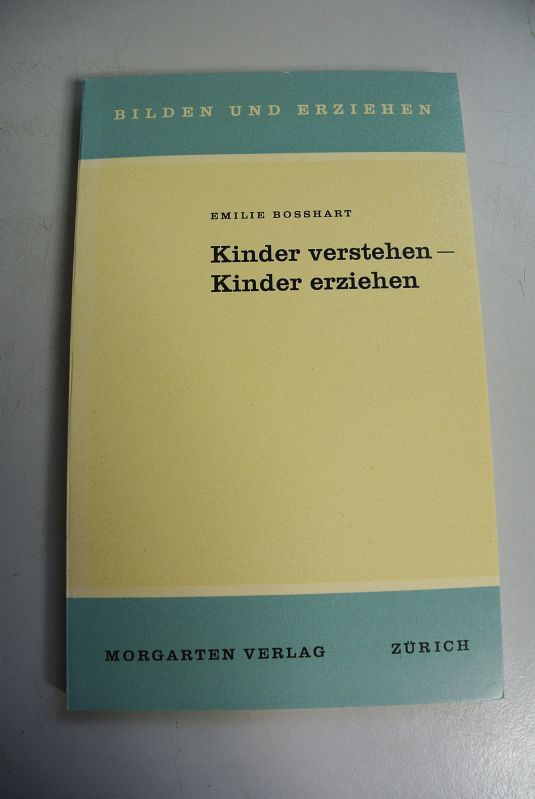 BILDEN UND ERZIEHEN
EMILIE BOSSHART
Kinder verstehen –
Kinder erziehen
MORGARTEN VERLAG ZÜRICH